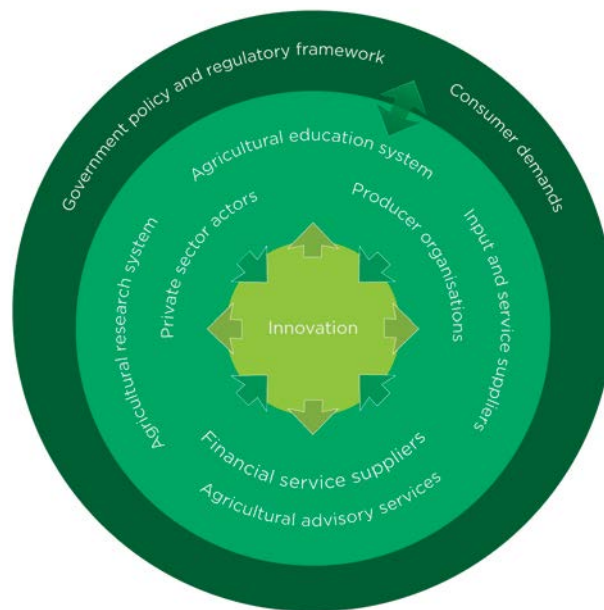 Government policy and regulatory framework
Consumer demands
Agricultural education system
Private sector actors
Producer organisations
Agricultural research system
Input and service suppliers
Innovation
Financial service suppliers
Agricultural advisory services